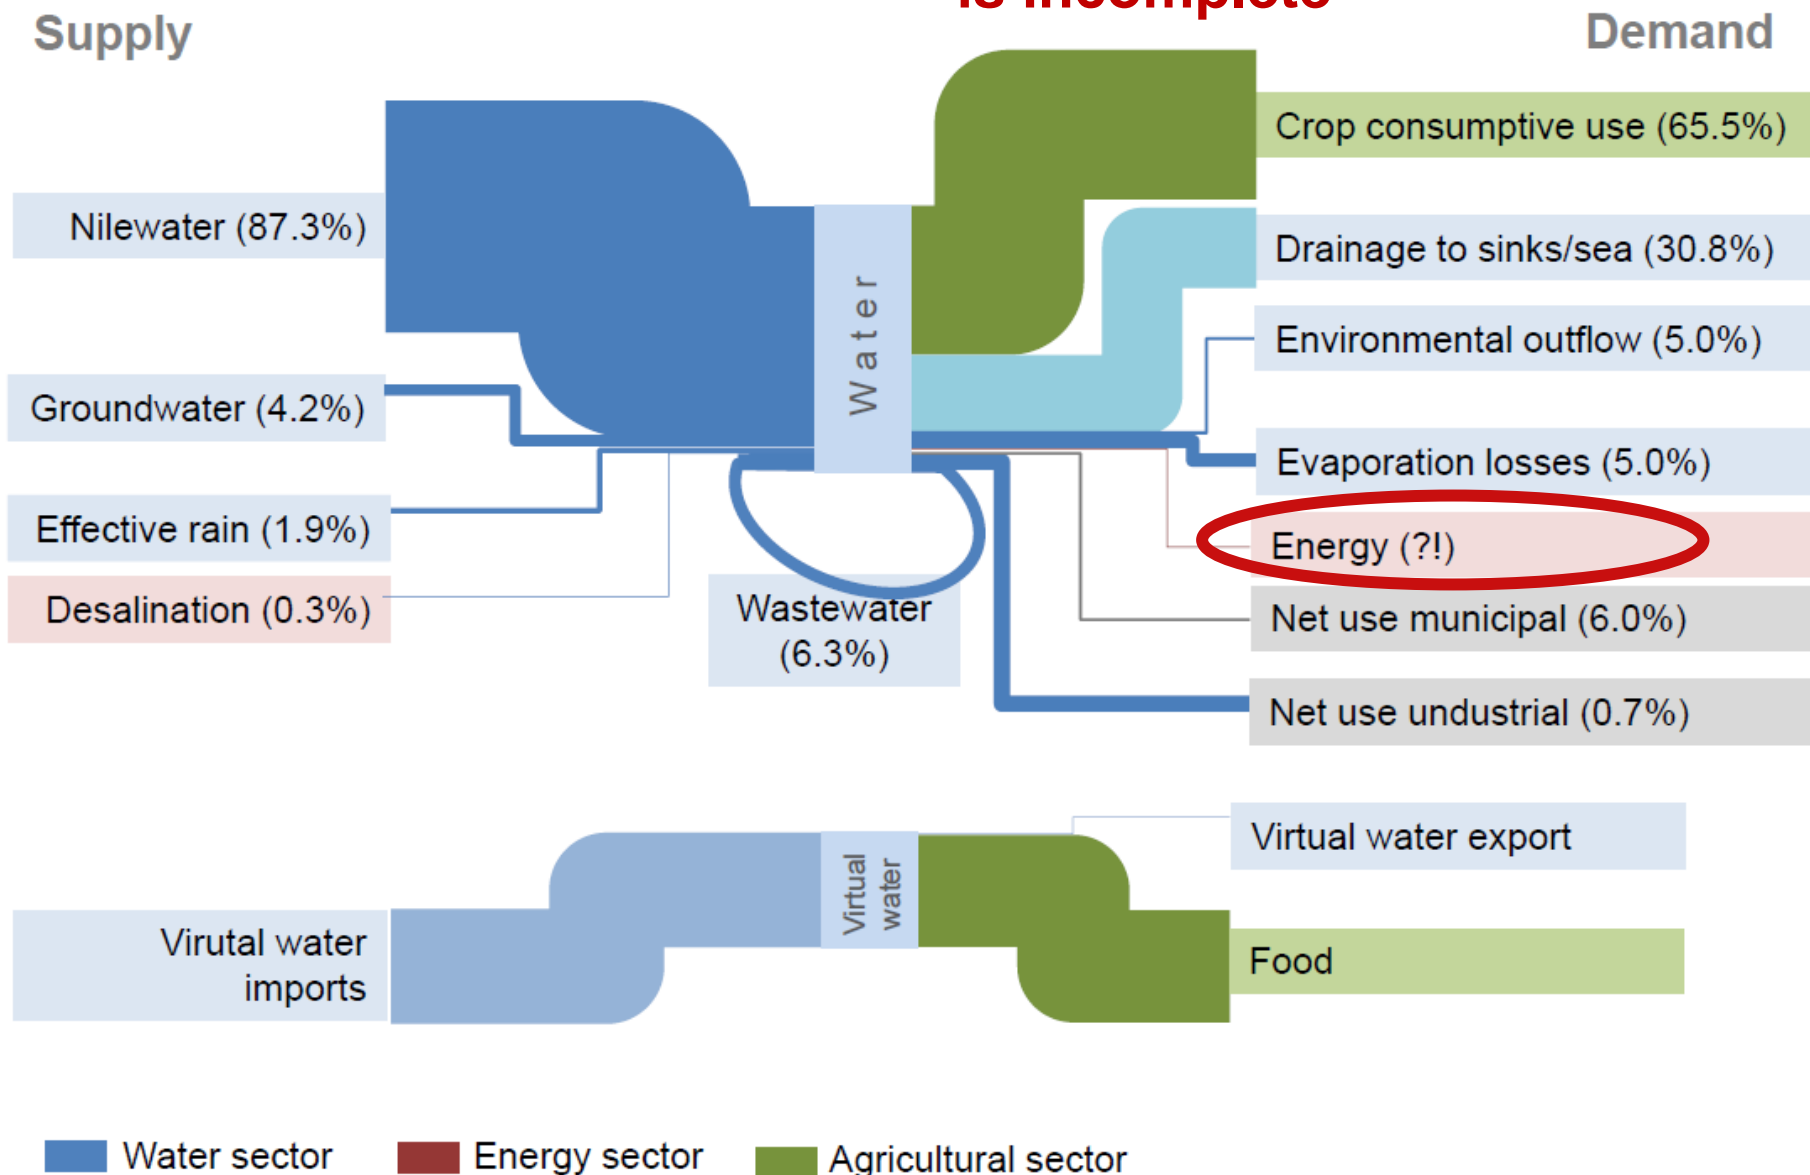 is incomplete
Supply
Demand
Crop consumptive use (65.5%)
Nilewater (87.3%)
Drainage to sinks/sea (30.8%)
Water
Environmental outflow (5.0%)
Groundwater (4.2%)
Evaporation losses (5.0%)
Effective rain (1.9%)
Energy (?!)
Desalination (0.3%)
Wastewater
(6.3%)
Net use municipal (6.0%)
Net use undustrial (0.7%)
Virtual water export
Virtual
water
Virutal water
imports
Food
Water sector
Energy sector
Agricultural sector